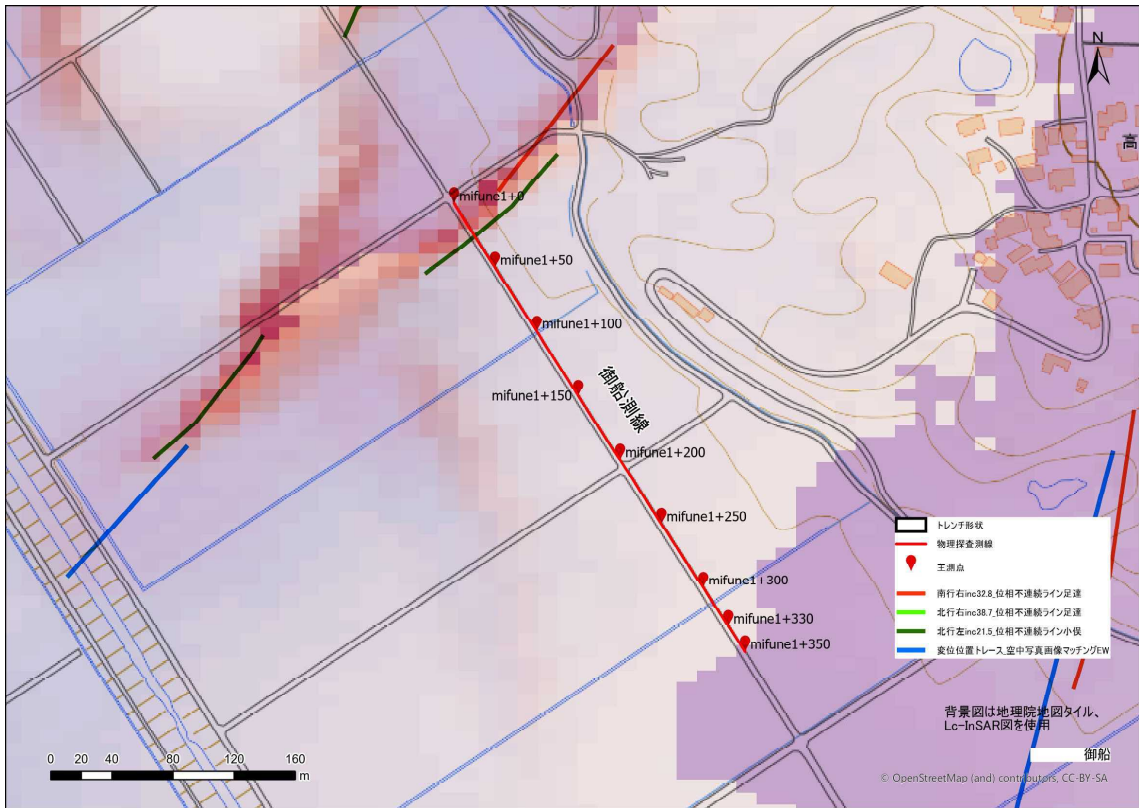 N
高
mifune1+0
mifune1+50
mifune1+100
mifune1+150
御船測線
mifune1+200
mifune1+250
mifune1+300
mifune1+330
mifune1+350
トレンチ形状
物理探査測線
主測点
南行右inc32.8_位相不連続ライン足達
北行右inc38.7_位相不連続ライン足達
北行左inc21.5_位相不連続ライン小俣
変位位置トレース_空中写真画像マッチングEW
背景図は地理院地図タイル、
Lc-InSAR図を使用
御船
0 20 40 80 120 160
m
© OpenStreetMap (and) contributors, CC-BY-SA